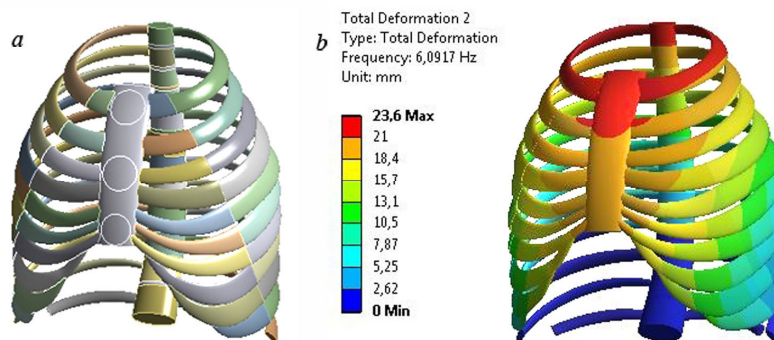 a
b
Total Deformation 2
Type: Total Deformation
Frequency: 6,0917 Hz
Unit: mm
23,6 Max
21
18,4
15,7
13,1
10,5
7,87
5,25
2,62
0 Min